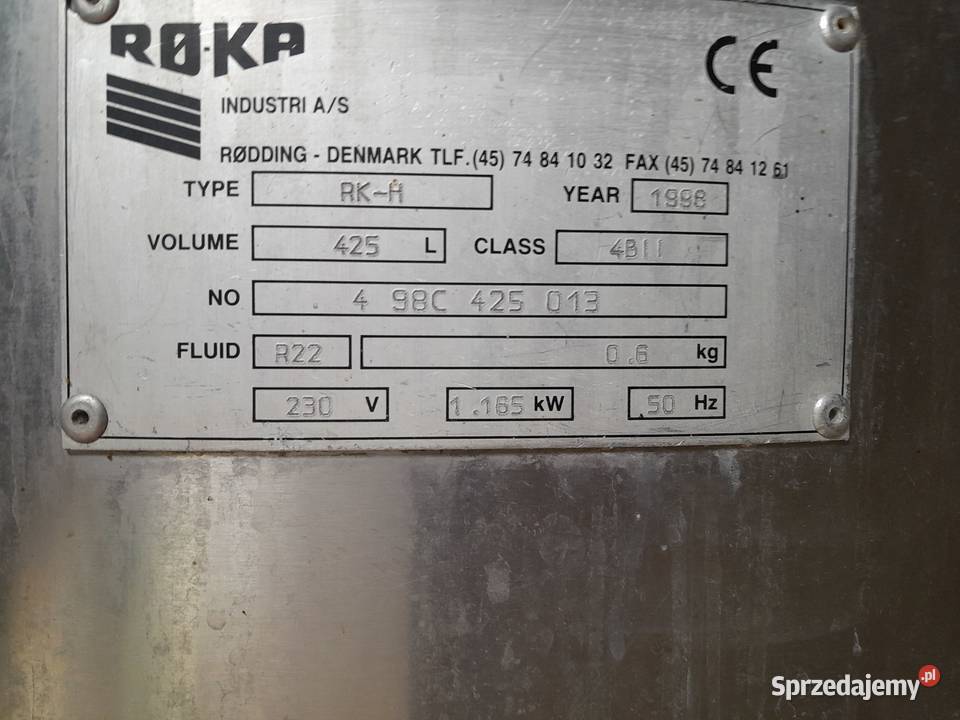 RØ-KA
CE
INDUSTRI A/S
RØDDING - DENMARK TLF. (45) 74 84 10 32 FAX (45) 74 84 12 61
TYPE RK-A YEAR 1998
VOLUME 425 L CLASS 4BII
NO 4 98C 425 013
FLUID R22 0.6 kg
230 V 1.165 kW 50 Hz
Sprzedajemy.pl